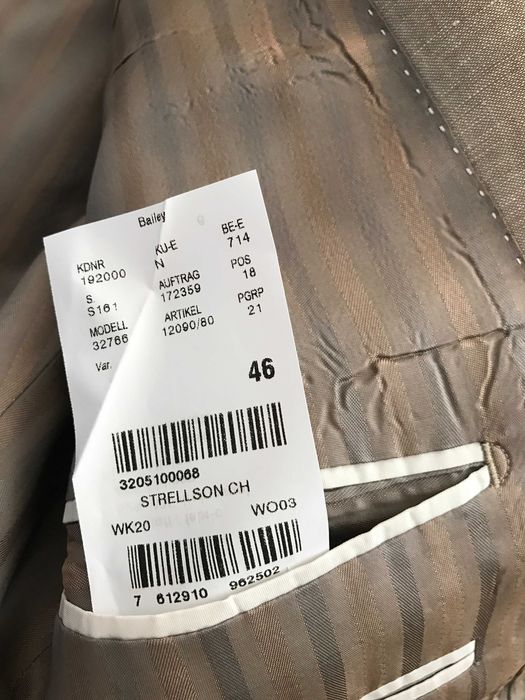 Bailey
KDNR KU-E BE-E
192000 N 714
S. AUFTRAG POS
S161 172359 18
MODELL ARTIKEL PGRP
32766 12090/60 21
Var.
46
3205100068
STRELLSON CH
WK20 WO03
7 612910 962502